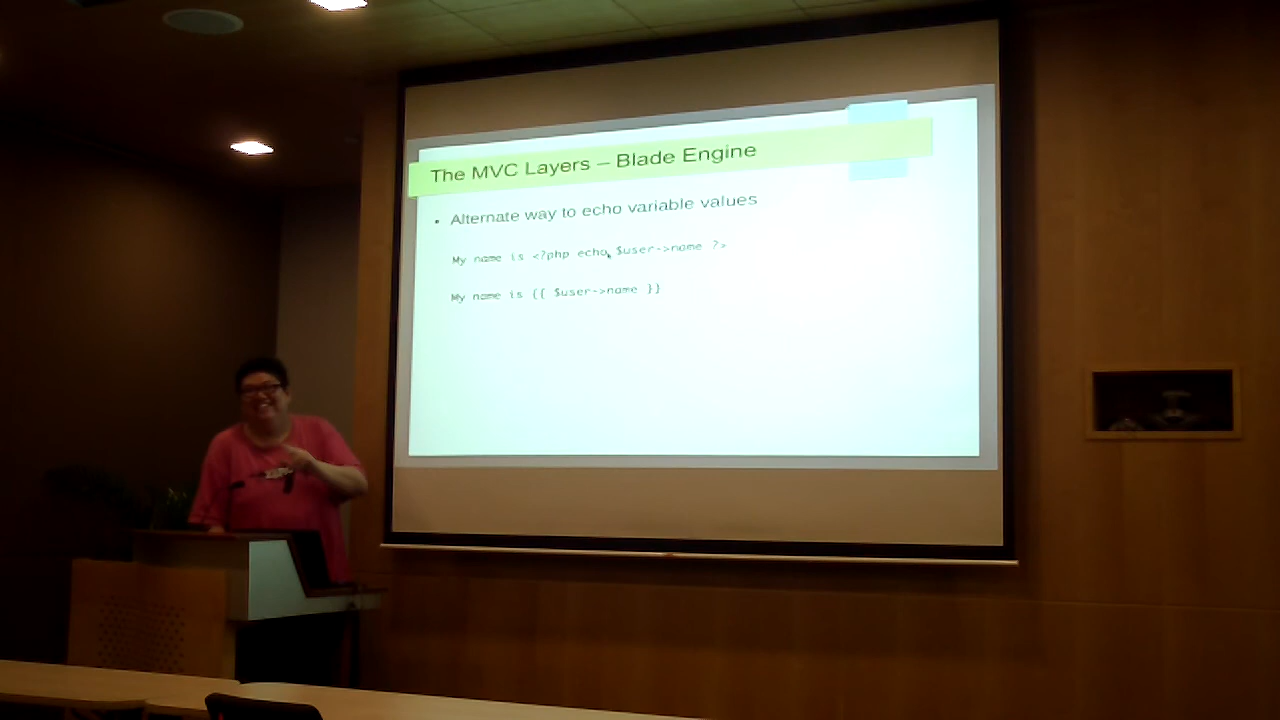 The MVC Layers – Blade Engine
• Alternate way to echo variable values
My name is <?php echo $user->name ?>
My name is {{ $user->name }}